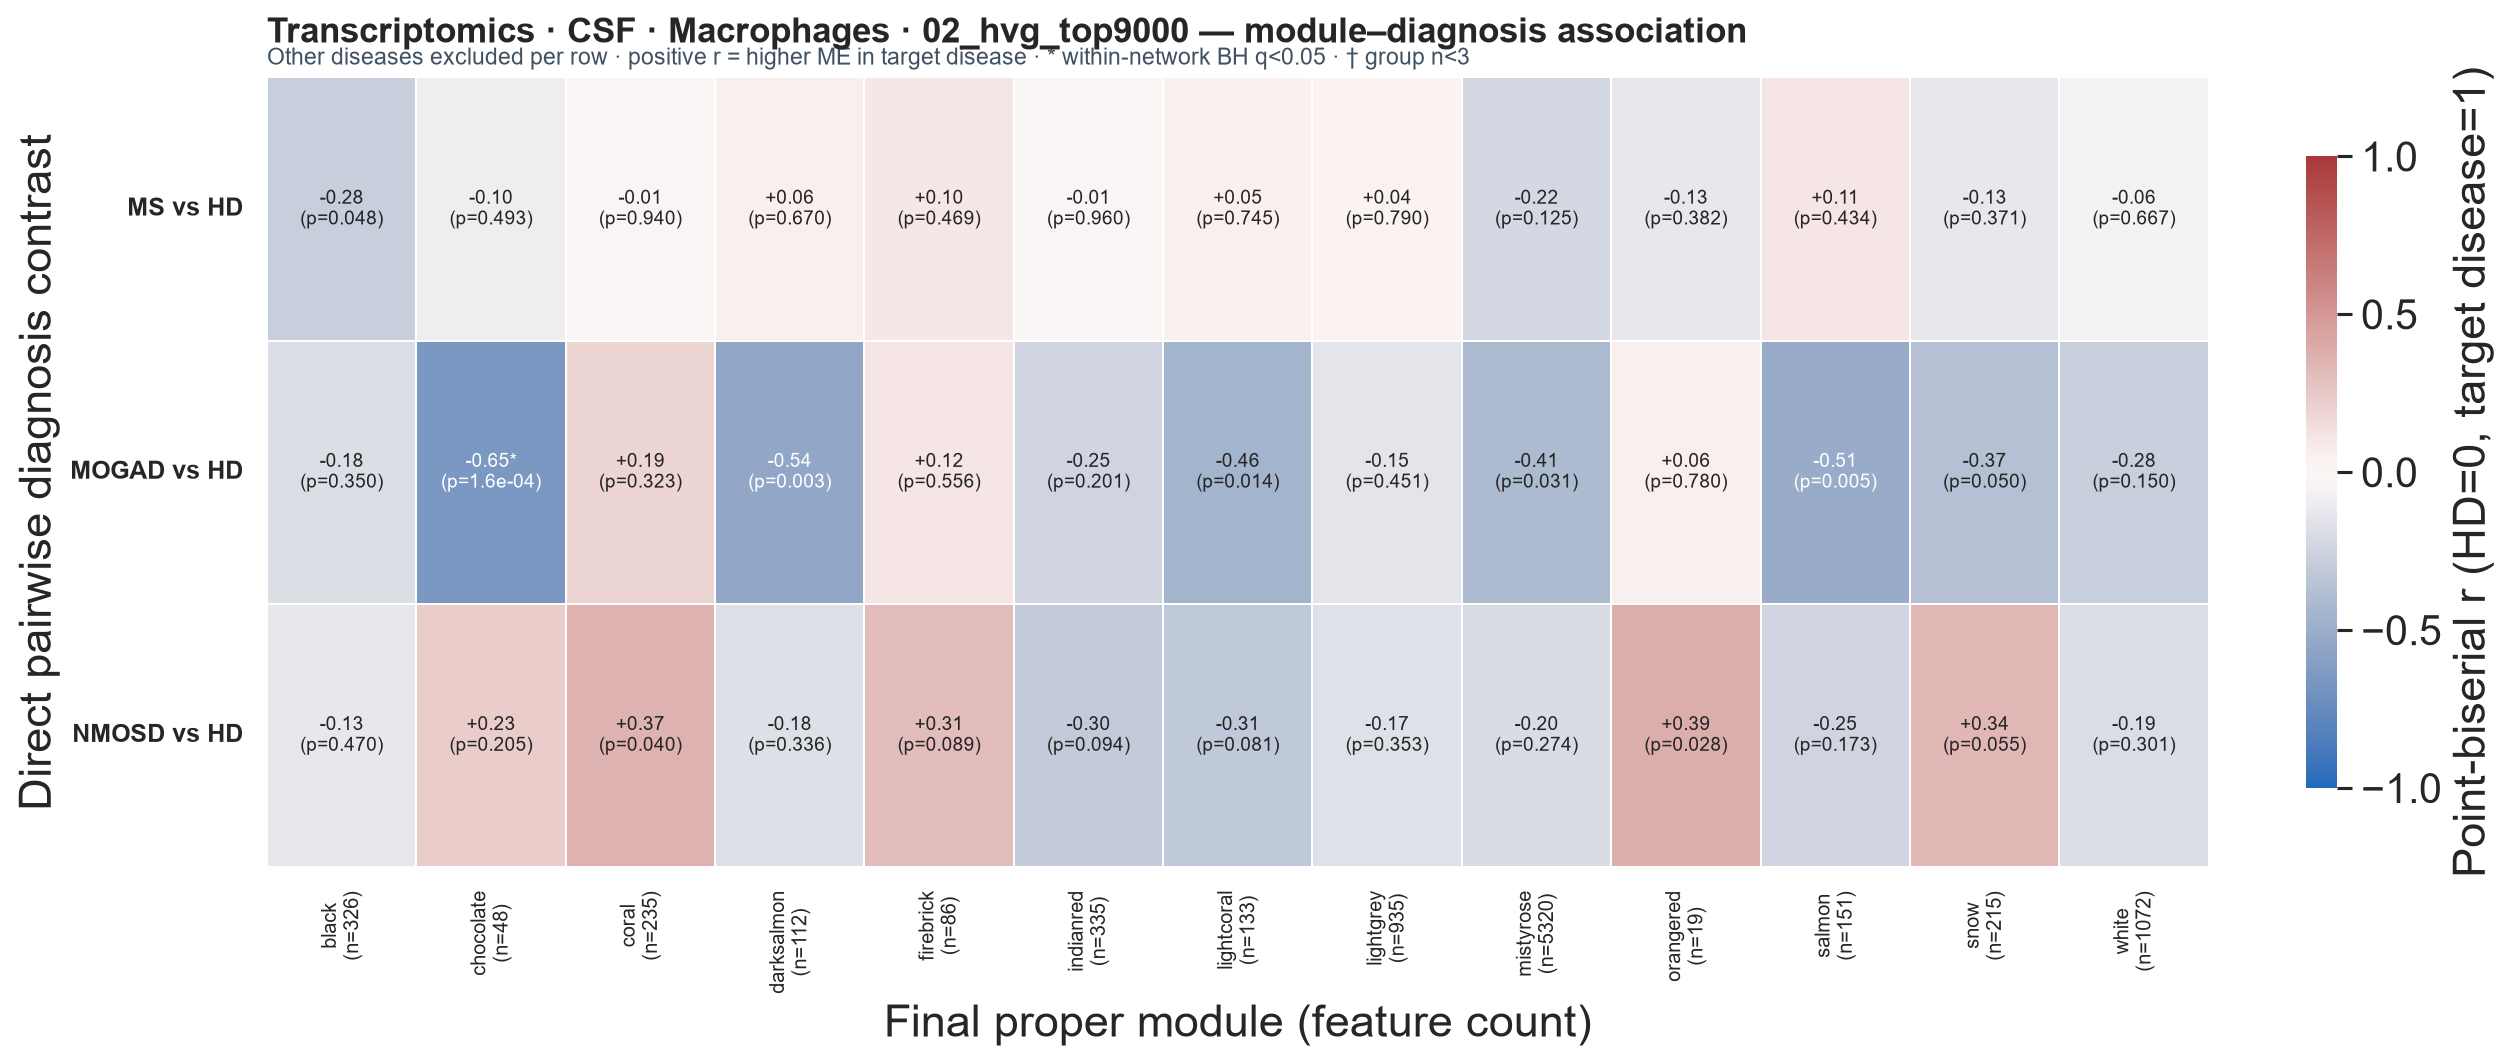 Transcriptomics · CSF · Macrophages · 02_hvg_top9000 — module–diagnosis association
Other diseases excluded per row · positive r = higher ME in target disease · * within-network BH q<0.05 · † group n<3
Direct pairwise diagnosis contrast
MS vs HD
-0.28
(p=0.048)
-0.10
(p=0.493)
-0.01
(p=0.940)
+0.06
(p=0.670)
+0.10
(p=0.469)
-0.01
(p=0.960)
+0.05
(p=0.745)
+0.04
(p=0.790)
-0.22
(p=0.125)
-0.13
(p=0.382)
+0.11
(p=0.434)
-0.13
(p=0.371)
-0.06
(p=0.667)
MOGAD vs HD
-0.18
(p=0.350)
-0.65*
(p=1.6e-04)
+0.19
(p=0.323)
-0.54
(p=0.003)
+0.12
(p=0.556)
-0.25
(p=0.201)
-0.46
(p=0.014)
-0.15
(p=0.451)
-0.41
(p=0.031)
+0.06
(p=0.780)
-0.51
(p=0.005)
-0.37
(p=0.050)
-0.28
(p=0.150)
NMOSD vs HD
-0.13
(p=0.470)
+0.23
(p=0.205)
+0.37
(p=0.040)
-0.18
(p=0.336)
+0.31
(p=0.089)
-0.30
(p=0.094)
-0.31
(p=0.081)
-0.17
(p=0.353)
-0.20
(p=0.274)
+0.39
(p=0.028)
-0.25
(p=0.173)
+0.34
(p=0.055)
-0.19
(p=0.301)
black
(n=326)
chocolate
(n=48)
coral
(n=235)
darksalmon
(n=112)
firebrick
(n=86)
indianred
(n=335)
lightcoral
(n=133)
lightgrey
(n=935)
mistyrose
(n=5320)
orangered
(n=19)
salmon
(n=151)
snow
(n=215)
white
(n=1072)
Final proper module (feature count)
1.0
0.5
0.0
−0.5
−1.0
Point-biserial r (HD=0, target disease=1)